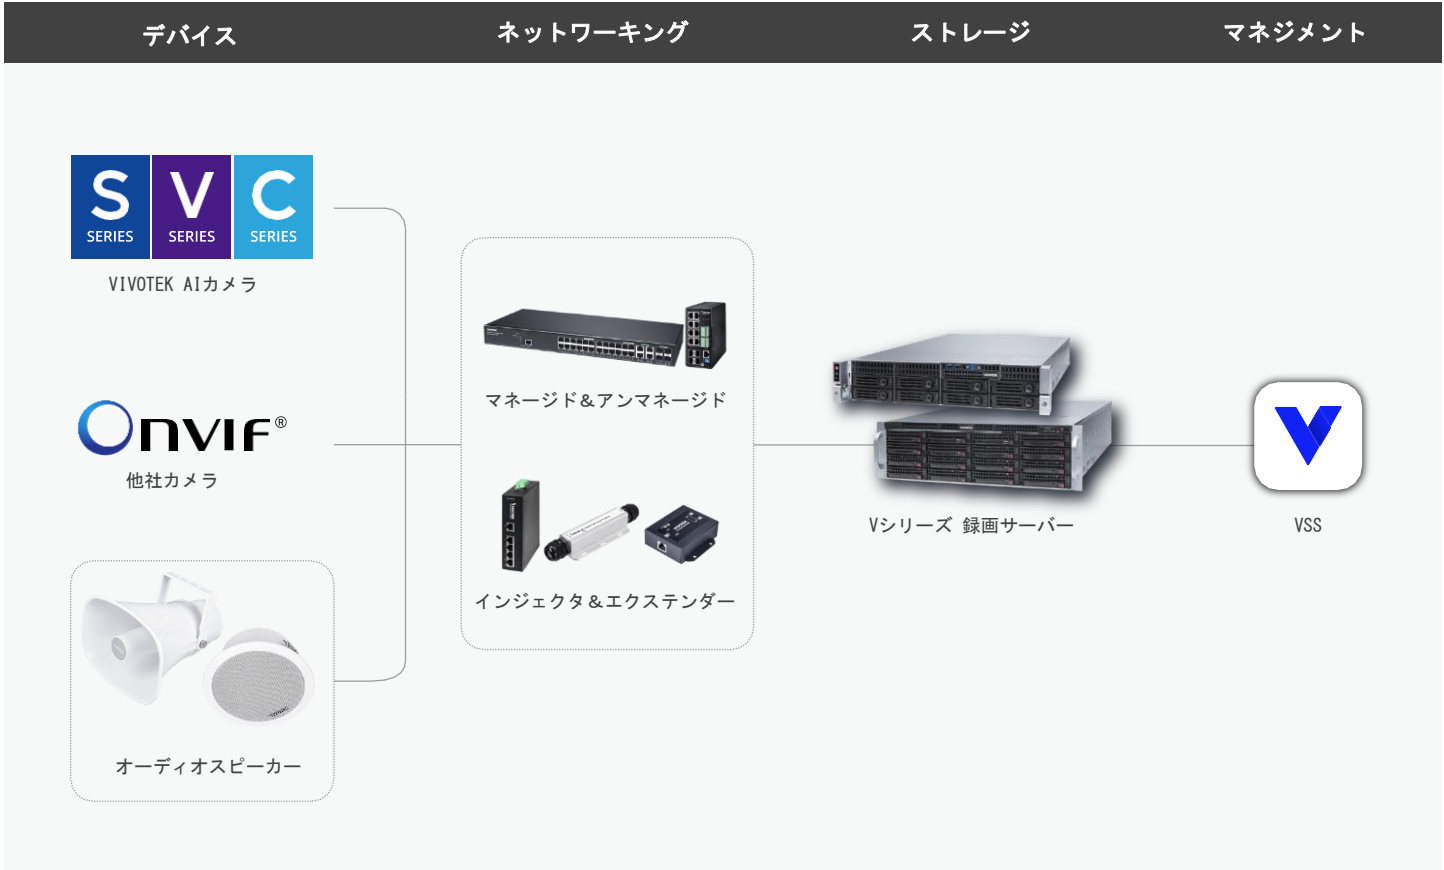 デバイス
ネットワーキング
ストレージ
マネジメント
S V C
SERIES SERIES SERIES
VIVOTEK AIカメラ
ONVIF®
他社カメラ
オーディオスピーカー
マネージド＆アンマネージド
インジェクタ＆エクステンダー
Vシリーズ 録画サーバー
VSS